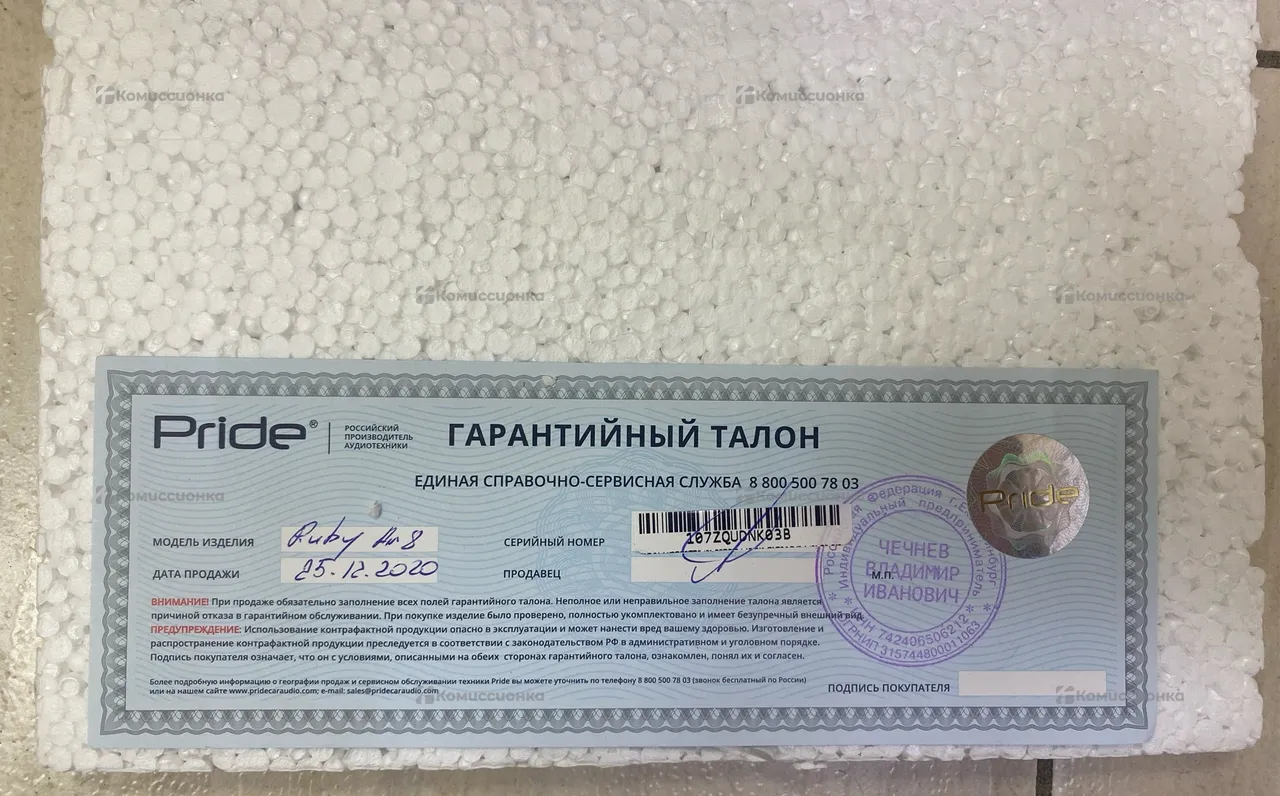 Комиссионка
Комиссионка
Комиссионка
Комиссионка
Pride®
РОССИЙСКИЙ
ПРОИЗВОДИТЕЛЬ
АУДИОТЕХНИКИ
ГАРАНТИЙНЫЙ ТАЛОН
ЕДИНАЯ СПРАВОЧНО-СЕРВИСНАЯ СЛУЖБА 8 800 500 78 03
Pride
Комиссионка
МОДЕЛЬ ИЗДЕЛИЯ
Ruby
СЕРИЙНЫЙ НОМЕР
107ZQUDNK03B
ДАТА ПРОДАЖИ
25.12.2020
ПРОДАВЕЦ
М.П.
Индивидуальный предприниматель
ЧЕЧНЕВ
ВЛАДИМИР
ИВАНОВИЧ
ИНН 742406506212
ОГРНИП 315744800011063
ВНИМАНИЕ! При продаже обязательно заполнение всех полей гарантийного талона. Неполное или неправильное заполнение талона является
причиной отказа в гарантийном обслуживании. При покупке изделие было проверено, полностью укомплектовано и имеет безупречный внешний вид.
ПРЕДУПРЕЖДЕНИЕ: Использование контрафактной продукции опасно в эксплуатации и может нанести вред вашему здоровью. Изготовление и
распространение контрафактной продукции преследуется в соответствии с законодательством РФ в административном и уголовном порядке.
Подпись покупателя означает, что он с условиями, описанными на обеих сторонах гарантийного талона, ознакомлен, понял их и согласен.
Более подробную информацию о географии продаж и сервисном обслуживании техники Pride вы можете уточнить по телефону 8 800 500 78 03 (звонок бесплатный по России)
или на нашем сайте www.pridecaraudio.com; e-mail: sales@pridecaraudio.com
ПОДПИСЬ ПОКУПАТЕЛЯ
Комиссионка
Комиссионка